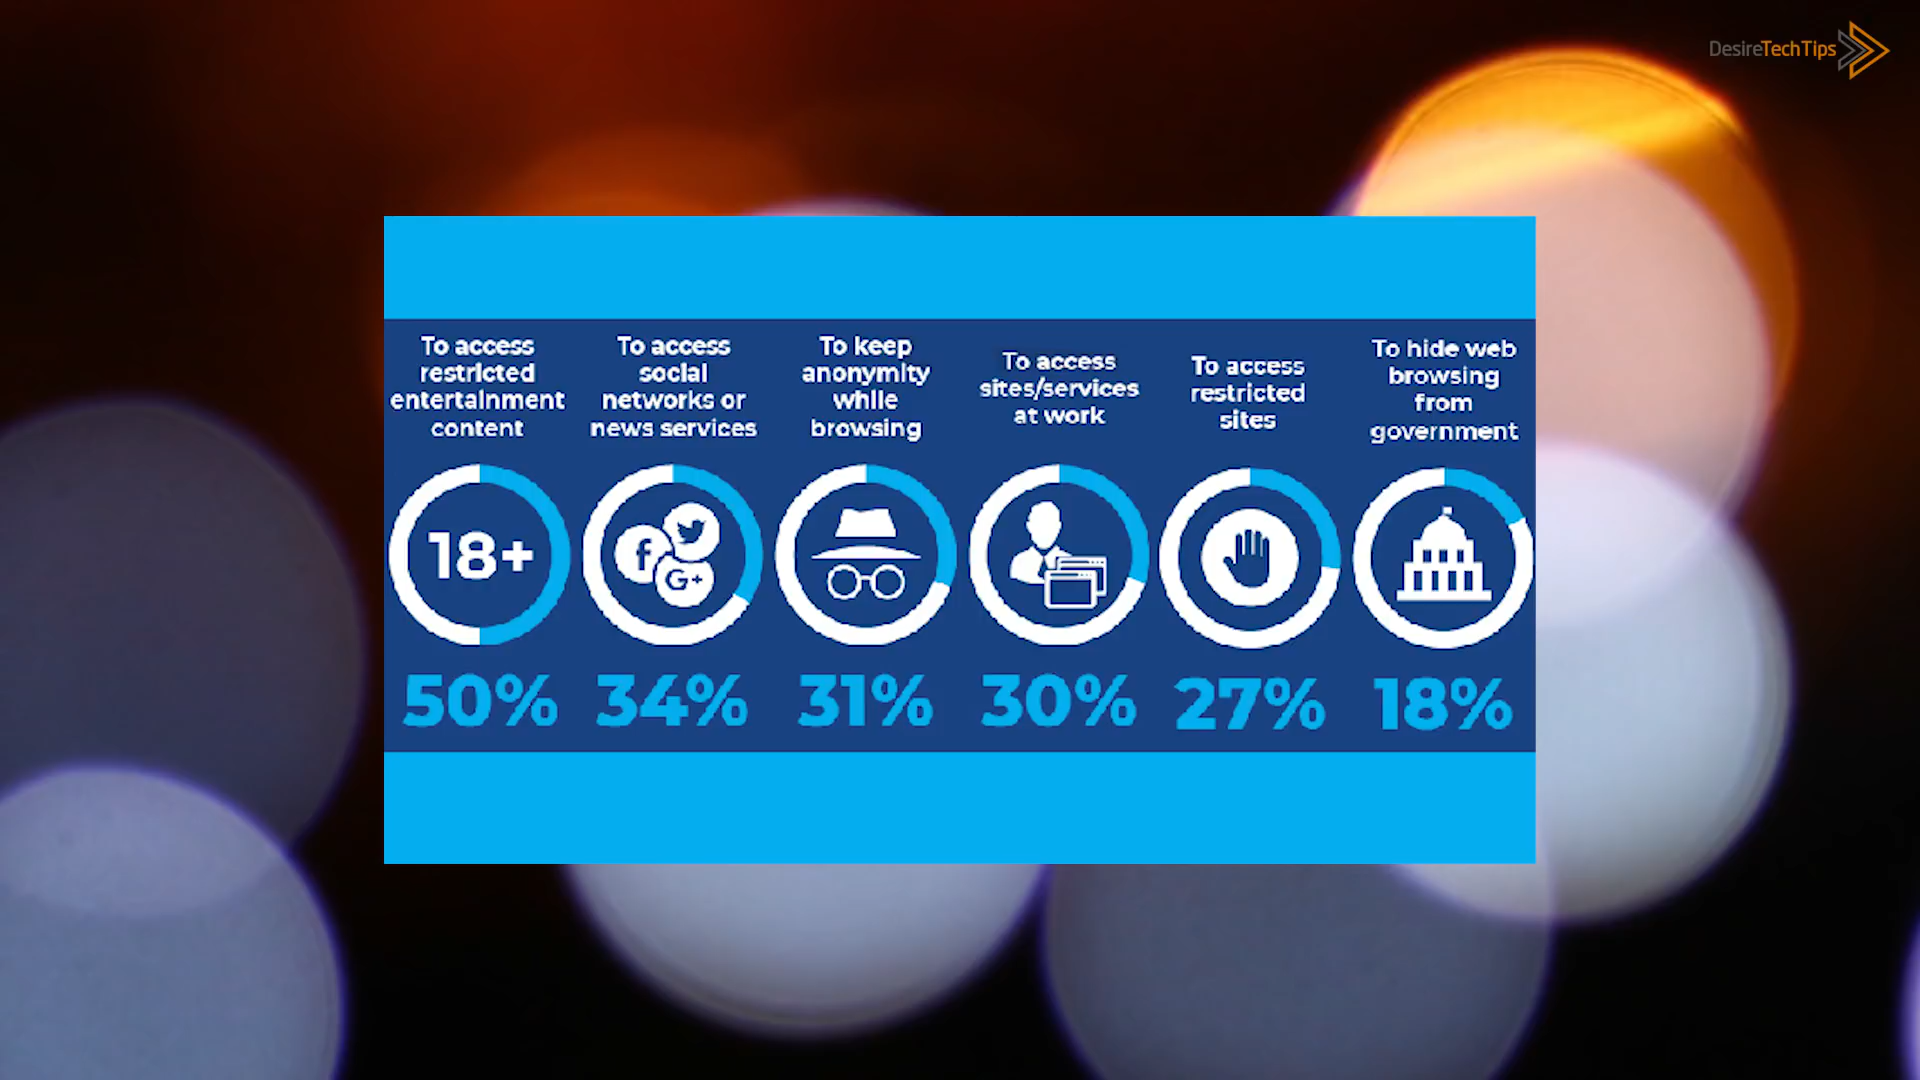 DesireTechTips
To access
restricted
entertainment
content
18+
50%
To access
social
networks or
news services
f
G+
34%
To keep
anonymity
while
browsing
31%
To access
sites/services
at work
30%
To access
restricted
sites
27%
To hide web
browsing
from
government
18%